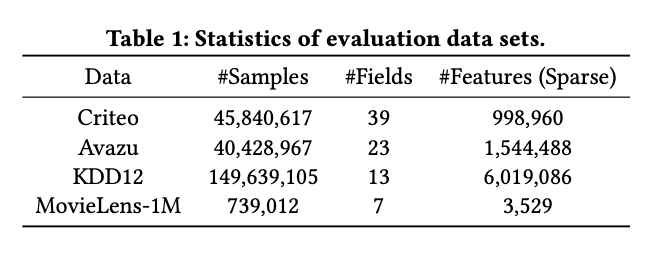 Table 1: Statistics of evaluation data sets.
Data #Samples #Fields #Features (Sparse)
Criteo 45,840,617 39 998,960
Avazu 40,428,967 23 1,544,488
KDD12 149,639,105 13 6,019,086
MovieLens-1M 739,012 7 3,529